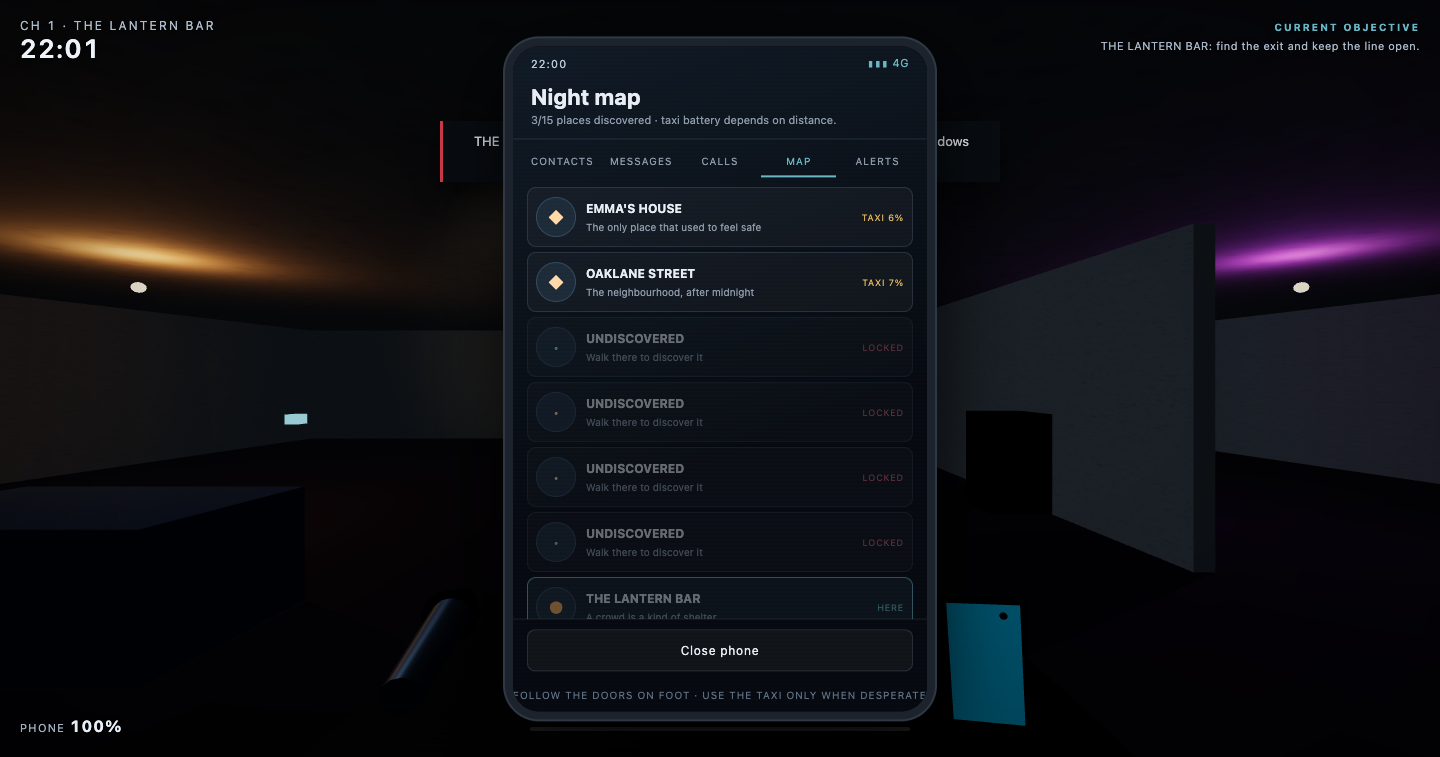 CH 1 · THE LANTERN BAR
22:01
CURRENT OBJECTIVE
THE LANTERN BAR: find the exit and keep the line open.
THE
dows
22:00
4G
Night map
3/15 places discovered · taxi battery depends on distance.
CONTACTS MESSAGES CALLS MAP ALERTS
EMMA'S HOUSE
The only place that used to feel safe
TAXI 6%
OAKLANE STREET
The neighbourhood, after midnight
TAXI 7%
UNDISCOVERED
Walk there to discover it
LOCKED
UNDISCOVERED
Walk there to discover it
LOCKED
UNDISCOVERED
Walk there to discover it
LOCKED
UNDISCOVERED
Walk there to discover it
LOCKED
THE LANTERN BAR
A crowd is a kind of shelter
HERE
Close phone
FOLLOW THE DOORS ON FOOT · USE THE TAXI ONLY WHEN DESPERATE
PHONE 100%